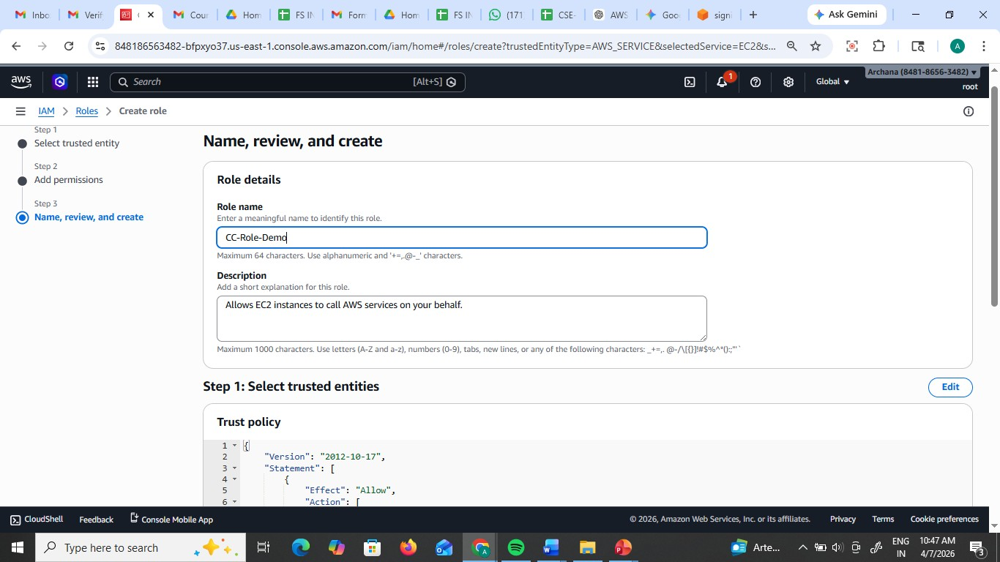 Inbo
Verif
C
Cour
Hom
FS IN
Form
Hom
FS IN
(171
CSE-
AWS
Goo
sign
Ask Gemini
848186563482-bfpxyo37.us-east-1.console.aws.amazon.com/iam/home#/roles/create?trustedEntityType=AWS_SERVICE&selectedService=EC2&s...
A
aws
Search
[Alt+S]
1
Global
Archana (8481-8656-3482)
root
IAM > Roles > Create role
Step 1
Select trusted entity
Step 2
Add permissions
Step 3
Name, review, and create
Name, review, and create
Role details
Role name
Enter a meaningful name to identify this role.
CC-Role-Demo
Maximum 64 characters. Use alphanumeric and '+=,.@-_' characters.
Description
Add a short explanation for this role.
Allows EC2 instances to call AWS services on your behalf.
Maximum 1000 characters. Use letters (A-Z and a-z), numbers (0-9), tabs, new lines, or any of the following characters: _+=,. @-/\[{}]!#$%^*();:"'`
Step 1: Select trusted entities
Edit
Trust policy
1 {
2 "Version": "2012-10-17",
3 "Statement": [
4 {
5 "Effect": "Allow",
6 "Action": [
CloudShell
Feedback
Console Mobile App
© 2026, Amazon Web Services, Inc. or its affiliates.
Privacy
Terms
Cookie preferences
Type here to search
Arte...
ENG
IN
10:47 AM
4/7/2026
3